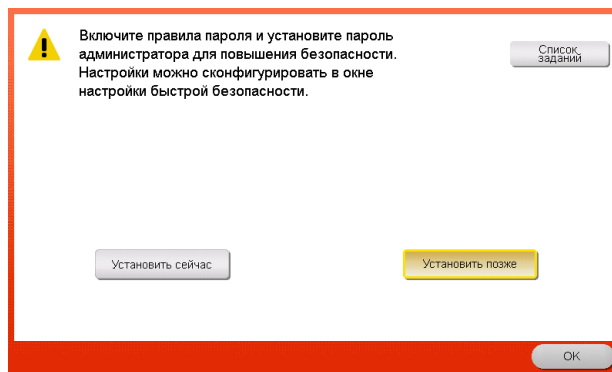 Включите правила пароля и установите пароль
администратора для повышения безопасности.
Настройки можно сконфигурировать в окне
настройки быстрой безопасности.
Список
заданий
Установить сейчас
Установить позже
OK